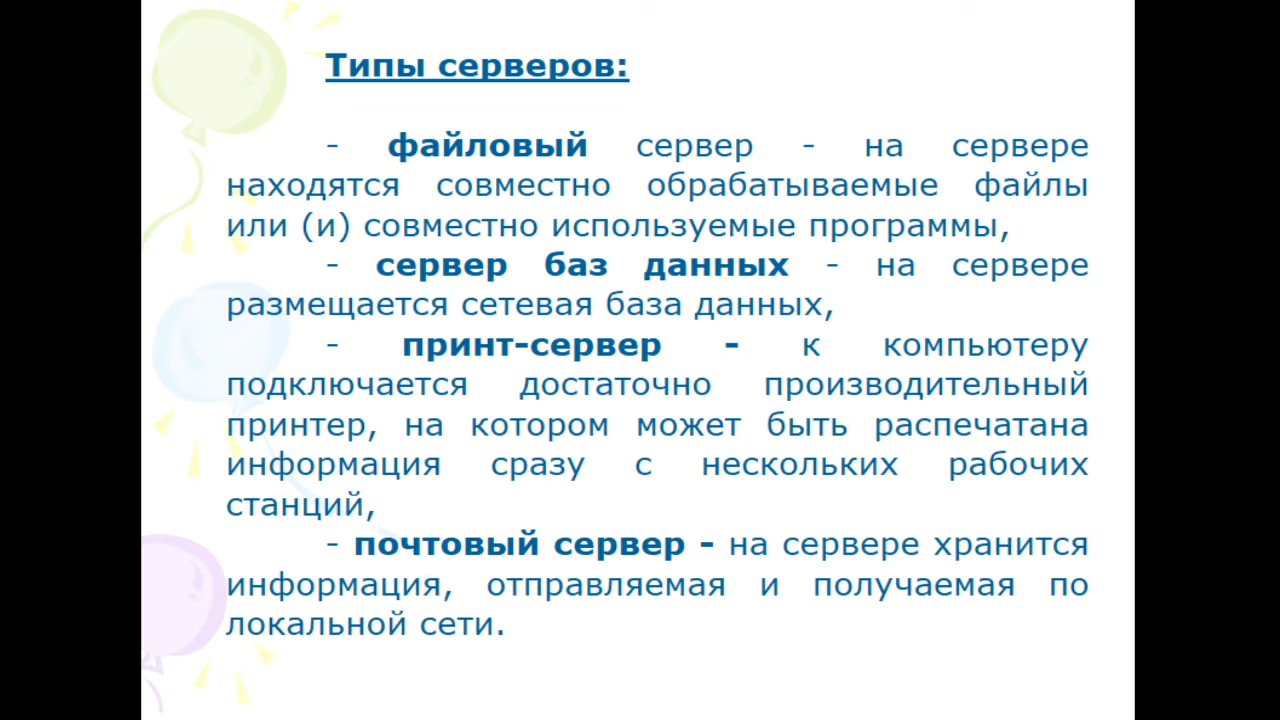 Типы серверов:
- файловый сервер - на сервере
находятся совместно обрабатываемые файлы
или (и) совместно используемые программы,
- сервер баз данных - на сервере
размещается сетевая база данных,
- принт-сервер - к компьютеру
подключается достаточно производительный
принтер, на котором может быть распечатана
информация сразу с нескольких рабочих
станций,
- почтовый сервер - на сервере хранится
информация, отправляемая и получаемая по
локальной сети.